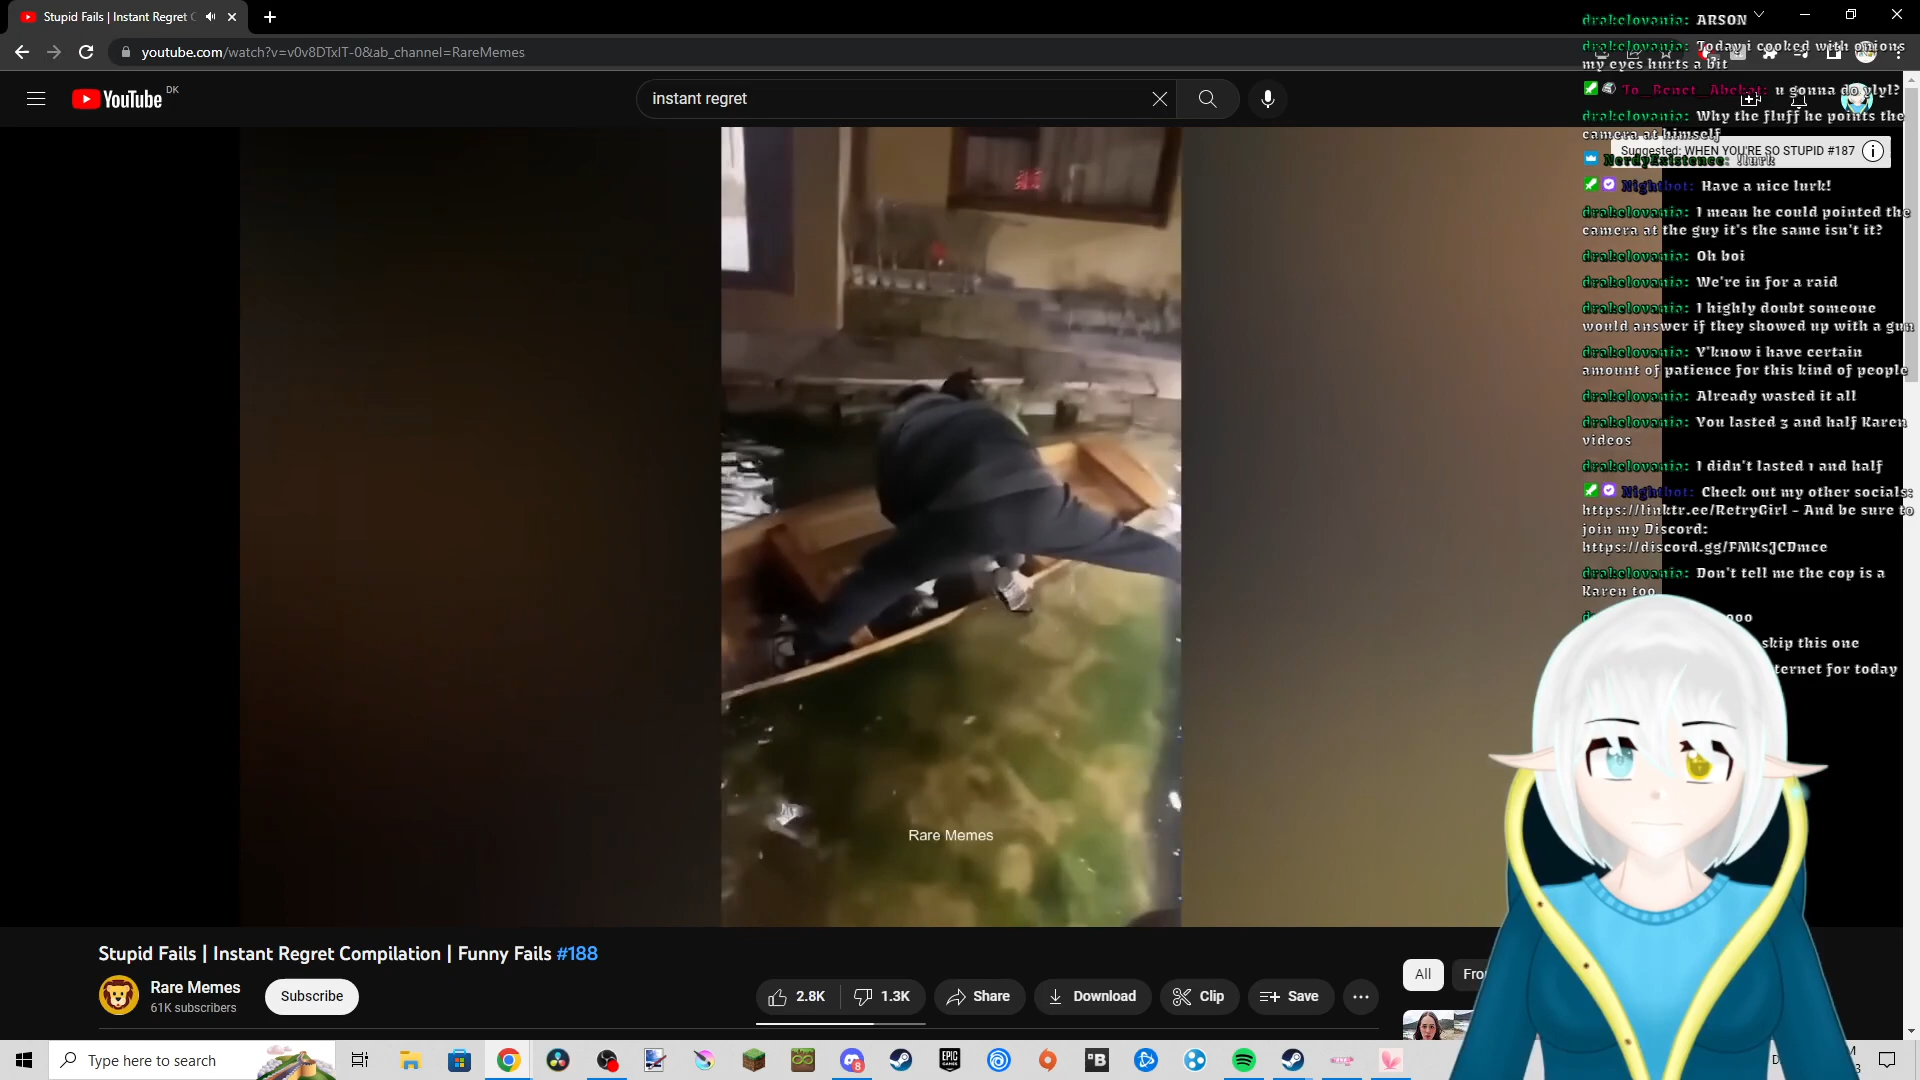 Stupid Fails | Instant Regret C
youtube.com/watch?v=v0v8DTxIT-0&ab_channel=RareMemes
YouTube DK
instant regret
Suggested: WHEN YOU'RE SO STUPID #187
drakelovania: ARSON
drakelovania: Today i cooked with onions
my eyes hurts a bit
To_React_Abekat: u gonna do ylyl?
drakelovania: Why the fluff he points the
camera at himself
NerdyExistence: !lurk
Nightbot: Have a nice lurk!
drakelovania: I mean he could pointed the
camera at the guy it's the same isn't it?
drakelovania: Oh boi
drakelovania: We're in for a raid
drakelovania: I highly doubt someone
would answer if they showed up with a gun
drakelovania: Y'know i have certain
amount of patience for this kind of people
drakelovania: Already wasted it all
drakelovania: You lasted 3 and half Karen
videos
drakelovania: I didn't lasted 1 and half
Nightbot: Check out my other socials:
https://linktr.ee/RetryGirl - And be sure to
join my Discord:
https://discord.gg/FMKsJCDmce
drakelovania: Don't tell me the cop is a
Karen too
skip this one
ternet for today
Rare Memes
Stupid Fails | Instant Regret Compilation | Funny Fails #188
Rare Memes
61K subscribers
Subscribe
2.8K
1.3K
Share
Download
Clip
Save
All
Fro
Type here to search